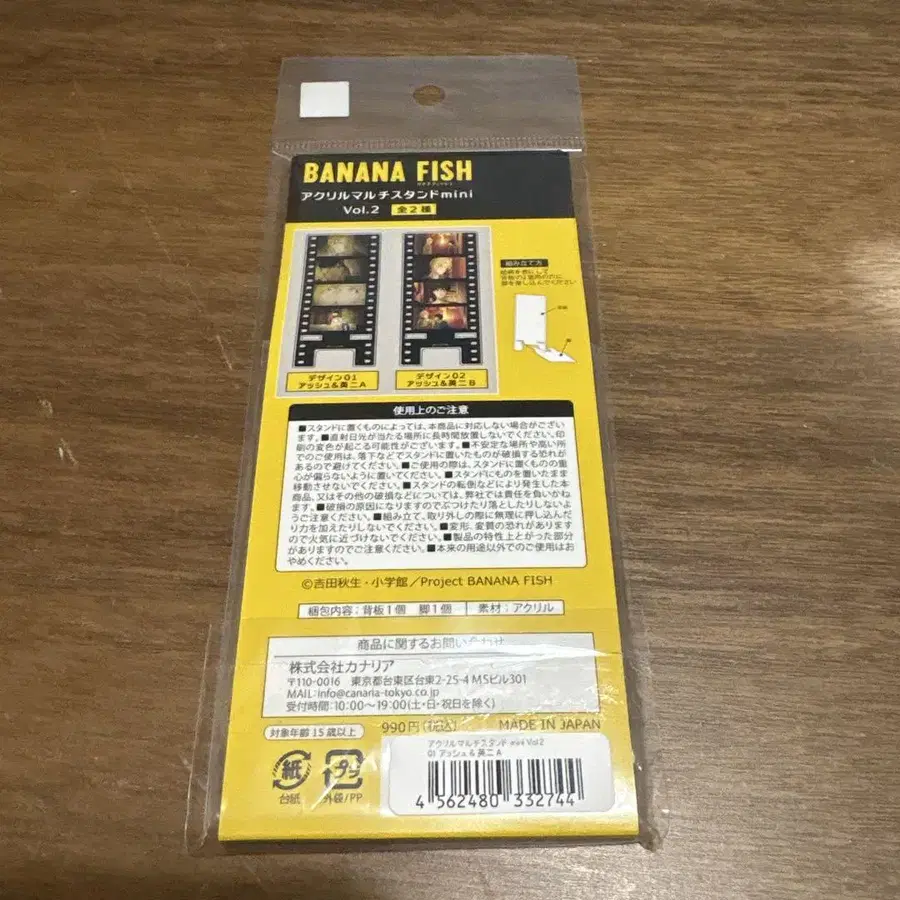 BANANA FISH
アクリルマルチスタンドmini
Vol.2 全2種
組み立て方
デザイン01
アッシュ&英二A
デザイン02
アッシュ&英二B
使用上のご注意
■スタンドに置くものによっては、本商品に対応しない場合がござい
ます。■直射日光が当たる場所に長時間放置しないでください。印
刷の変色が起こる可能性がございます。■不安定な場所や高い所
でのご使用は、落下などでスタンドに置いたものが破損する恐れが
あるので避けてください。■ご使用の際は、スタンドに置くものの重
心が偏らないように置いてください。■スタンドにものを置いたまま
移動させないでください。■スタンドの転倒などにより発生した本
商品、又はその他の破損などについては、弊社では責任を負いかね
ます。■破損の原因になりますのでぶつけたり落としたりしないよ
うご注意ください。■組み立て、取り外しの際に無理に押し込んだ
り力を加えたりしないでください。■変形、変質の恐れがあります
ので火気に近づけないでください。■製品の特性上とがった部分
がありますのでご注意ください。■本来の用途以外でのご使用はお
やめください。
©吉田秋生・小学館/Project BANANA FISH
梱包内容:背板1個 脚1個 素材:アクリル
商品に関するお問い合わせ
株式会社カナリア
〒110-0016 東京都台東区台東2-25-4 MSビル301
MAIL:info@canaria-tokyo.co.jp
受付時間:10:00~19:00(土・日・祝日を除く)
対象年齢15歳以上 990円(税込) MADE IN JAPAN
紙
台紙
プラ
外袋/PP
アクリルマルチスタンド mini Vol.2
01 アッシュ & 英二 A
4 562480 332744